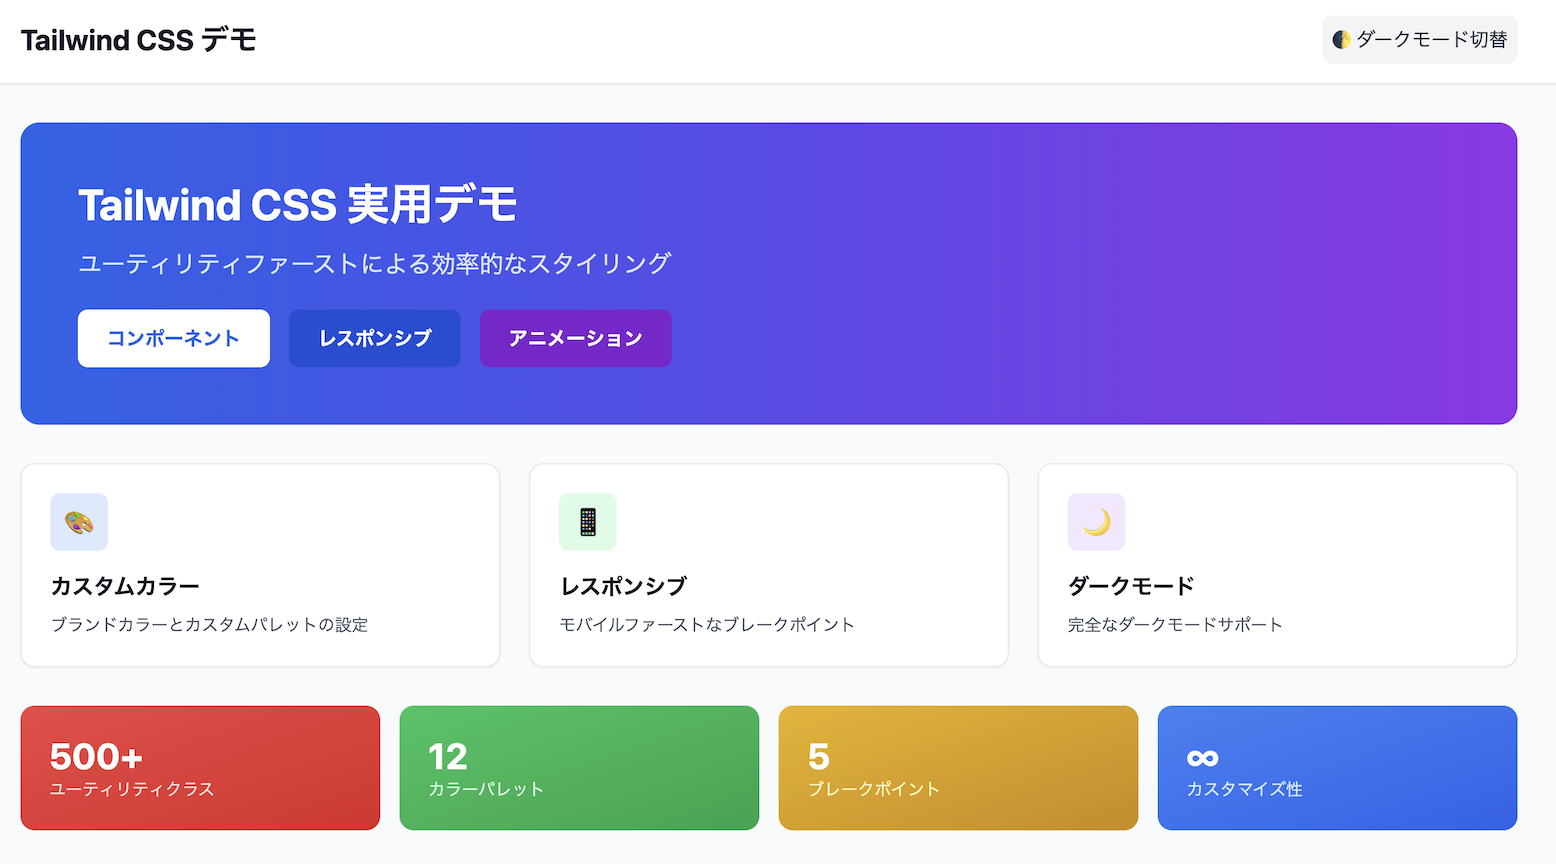 Tailwind CSS デモ
🌓 ダークモード切替
Tailwind CSS 実用デモ
ユーティリティファーストによる効率的なスタイリング
コンポーネント
レスポンシブ
アニメーション
カスタムカラー
ブランドカラーとカスタムパレットの設定
レスポンシブ
モバイルファーストなブレークポイント
ダークモード
完全なダークモードサポート
500+
ユーティリティクラス
12
カラーパレット
5
ブレークポイント
∞
カスタマイズ性